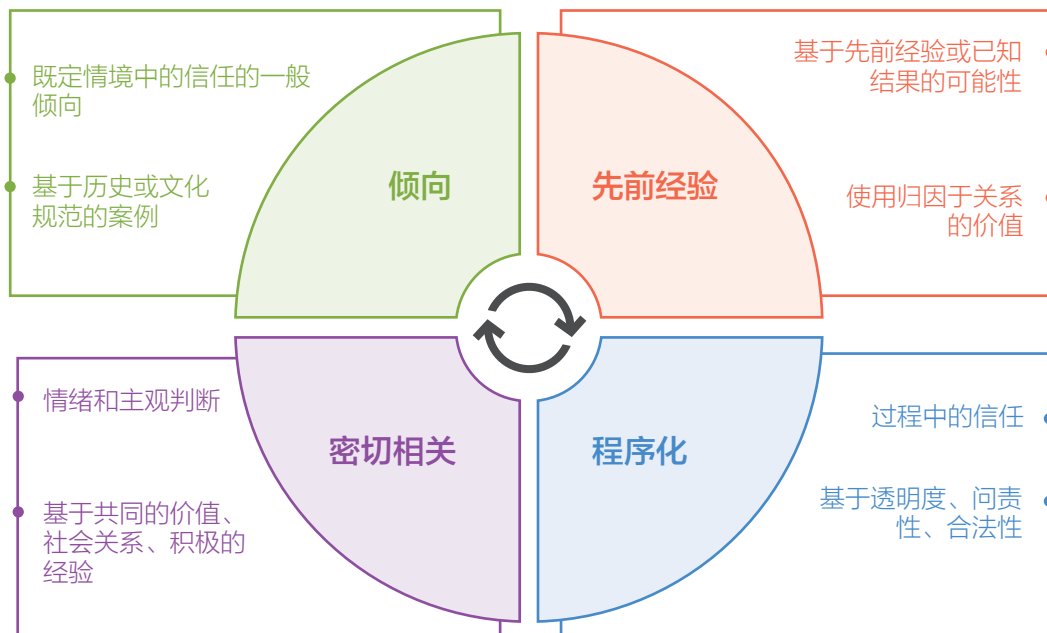 既定情境中的信任的一般
倾向
基于历史或文化
规范的案例
倾向
先前经验
基于先前经验或已知
结果的可能性
使用归因于关系
的价值
情绪和主观判断
基于共同的价值、
社会关系、积极的
经验
密切相关
程序化
过程中的信任
基于透明度、问责
性、合法性